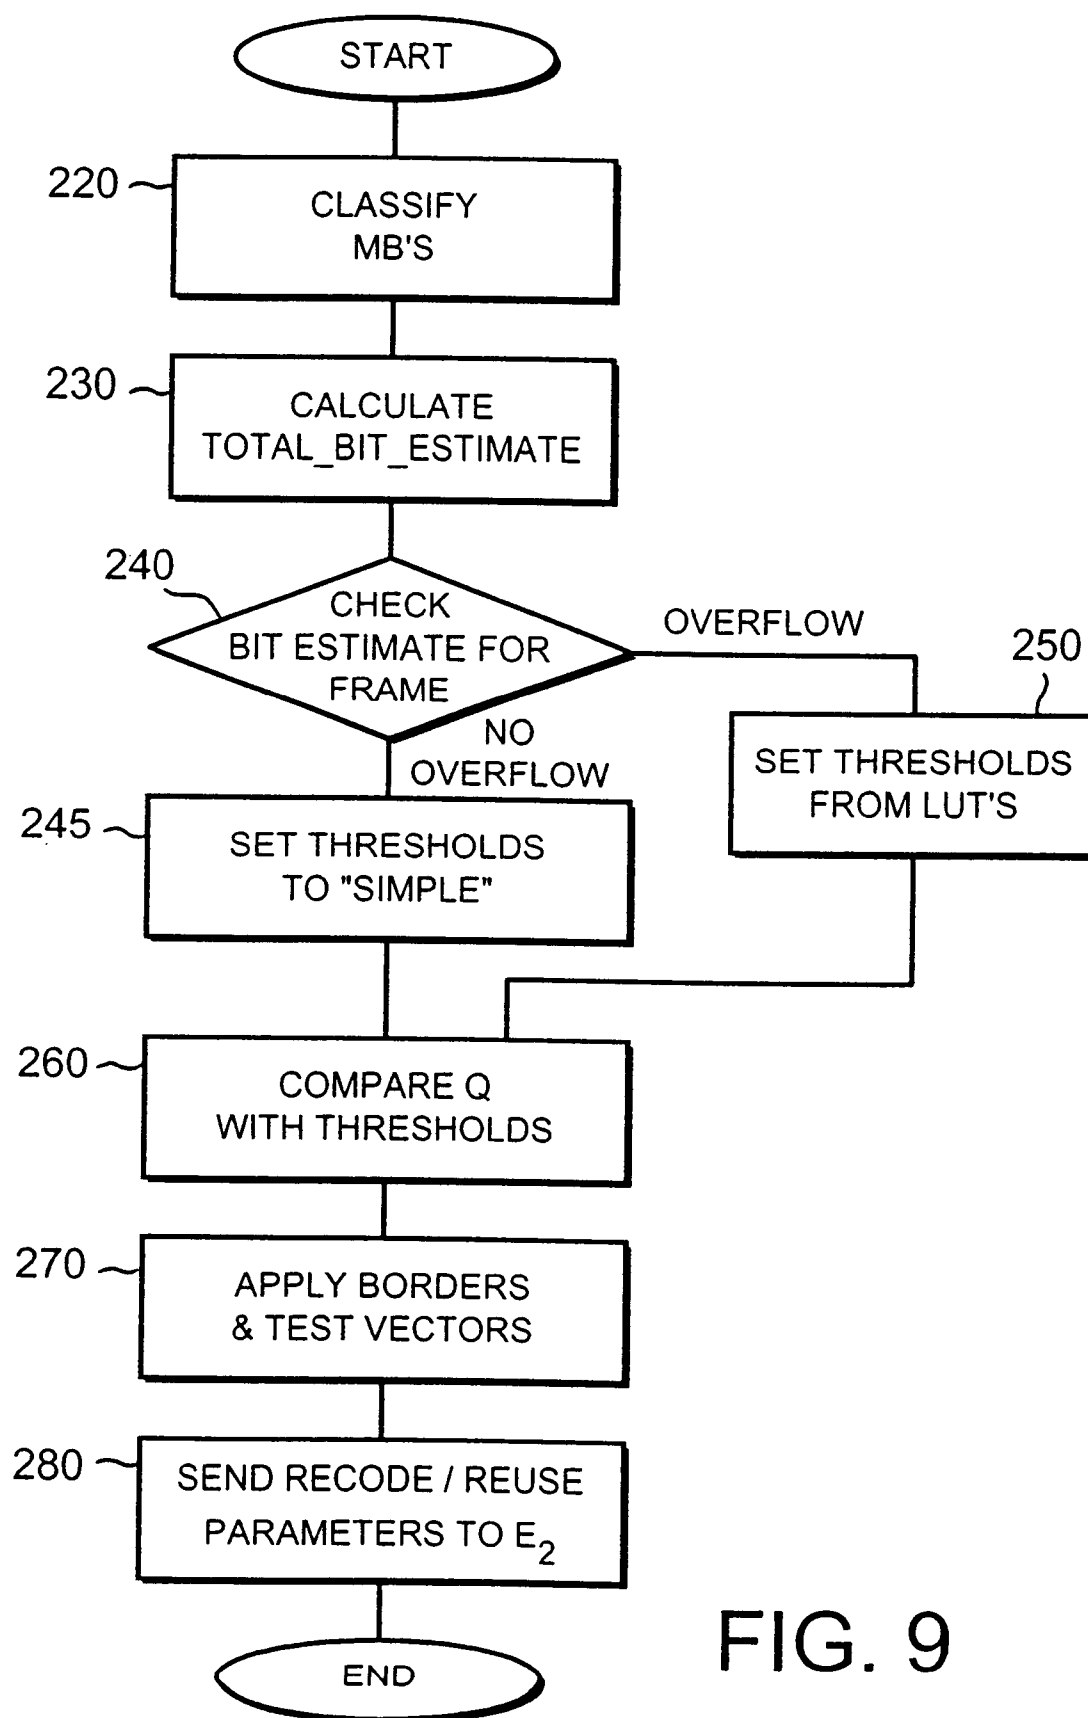 START
220
CLASSIFY
MB'S
230
CALCULATE
TOTAL_BIT_ESTIMATE
240
CHECK
BIT ESTIMATE FOR
FRAME
OVERFLOW
250
NO
OVERFLOW
SET THRESHOLDS
FROM LUT'S
245
SET THRESHOLDS
TO "SIMPLE"
260
COMPARE Q
WITH THRESHOLDS
270
APPLY BORDERS
& TEST VECTORS
280
SEND RECODE / REUSE
PARAMETERS TO E2
END
FIG. 9